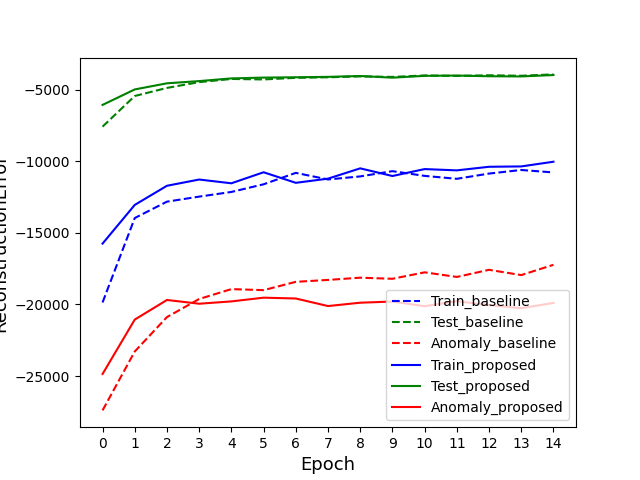 −5000
−10000
−15000
−20000
−25000
ReconstructionError
0 1 2 3 4 5 6 7 8 9 10 11 12 13 14
Epoch
Train_baseline
Test_baseline
Anomaly_baseline
Train_proposed
Test_proposed
Anomaly_proposed